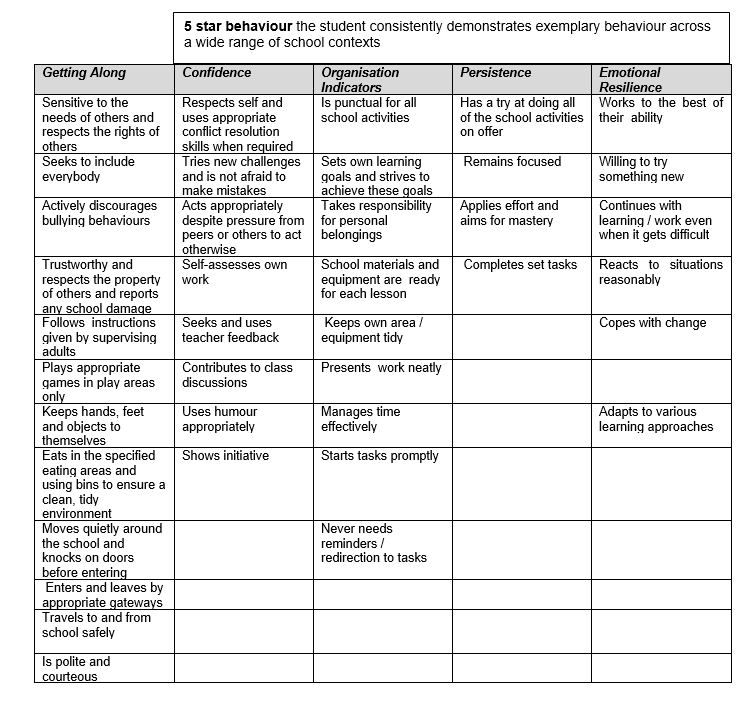 5 star behaviour the student consistently demonstrates exemplary behaviour across
a wide range of school contexts
Getting Along
Confidence
Organisation
Indicators
Persistence
Emotional
Resilience
Sensitive to the
needs of others and
respects the rights of
others
Respects self and
uses appropriate
conflict resolution
skills when required
Is punctual for all
school activities
Has a try at doing all
of the school activities
on offer
Works to the best of
their ability
Seeks to include
everybody
Tries new challenges
and is not afraid to
make mistakes
Sets own learning
goals and strives to
achieve these goals
Remains focused
Willing to try
something new
Actively discourages
bullying behaviours
Acts appropriately
despite pressure from
peers or others to act
otherwise
Takes responsibility
for personal
belongings
Applies effort and
aims for mastery
Continues with
learning / work even
when it gets difficult
Trustworthy and
respects the property
of others and reports
any school damage
Self-assesses own
work
School materials and
equipment are ready
for each lesson
Completes set tasks
Reacts to situations
reasonably
Follows instructions
given by supervising
adults
Seeks and uses
teacher feedback
Keeps own area /
equipment tidy
Copes with change
Plays appropriate
games in play areas
only
Contributes to class
discussions
Presents work neatly
Keeps hands, feet
and objects to
themselves
Uses humour
appropriately
Manages time
effectively
Adapts to various
learning approaches
Eats in the specified
eating areas and
using bins to ensure a
clean, tidy
environment
Shows initiative
Starts tasks promptly
Moves quietly around
the school and
knocks on doors
before entering
Never needs
reminders /
redirection to tasks
Enters and leaves by
appropriate gateways
Travels to and from
school safely
Is polite and
courteous